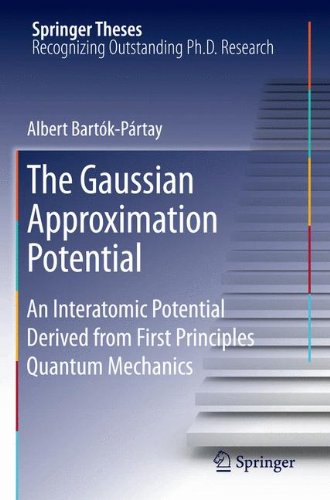 Springer Theses
Recognizing Outstanding Ph.D. Research
Albert Bartók-Pártay
The Gaussian
Approximation
Potential
An Interatomic Potential
Derived from First Principles
Quantum Mechanics
Springer